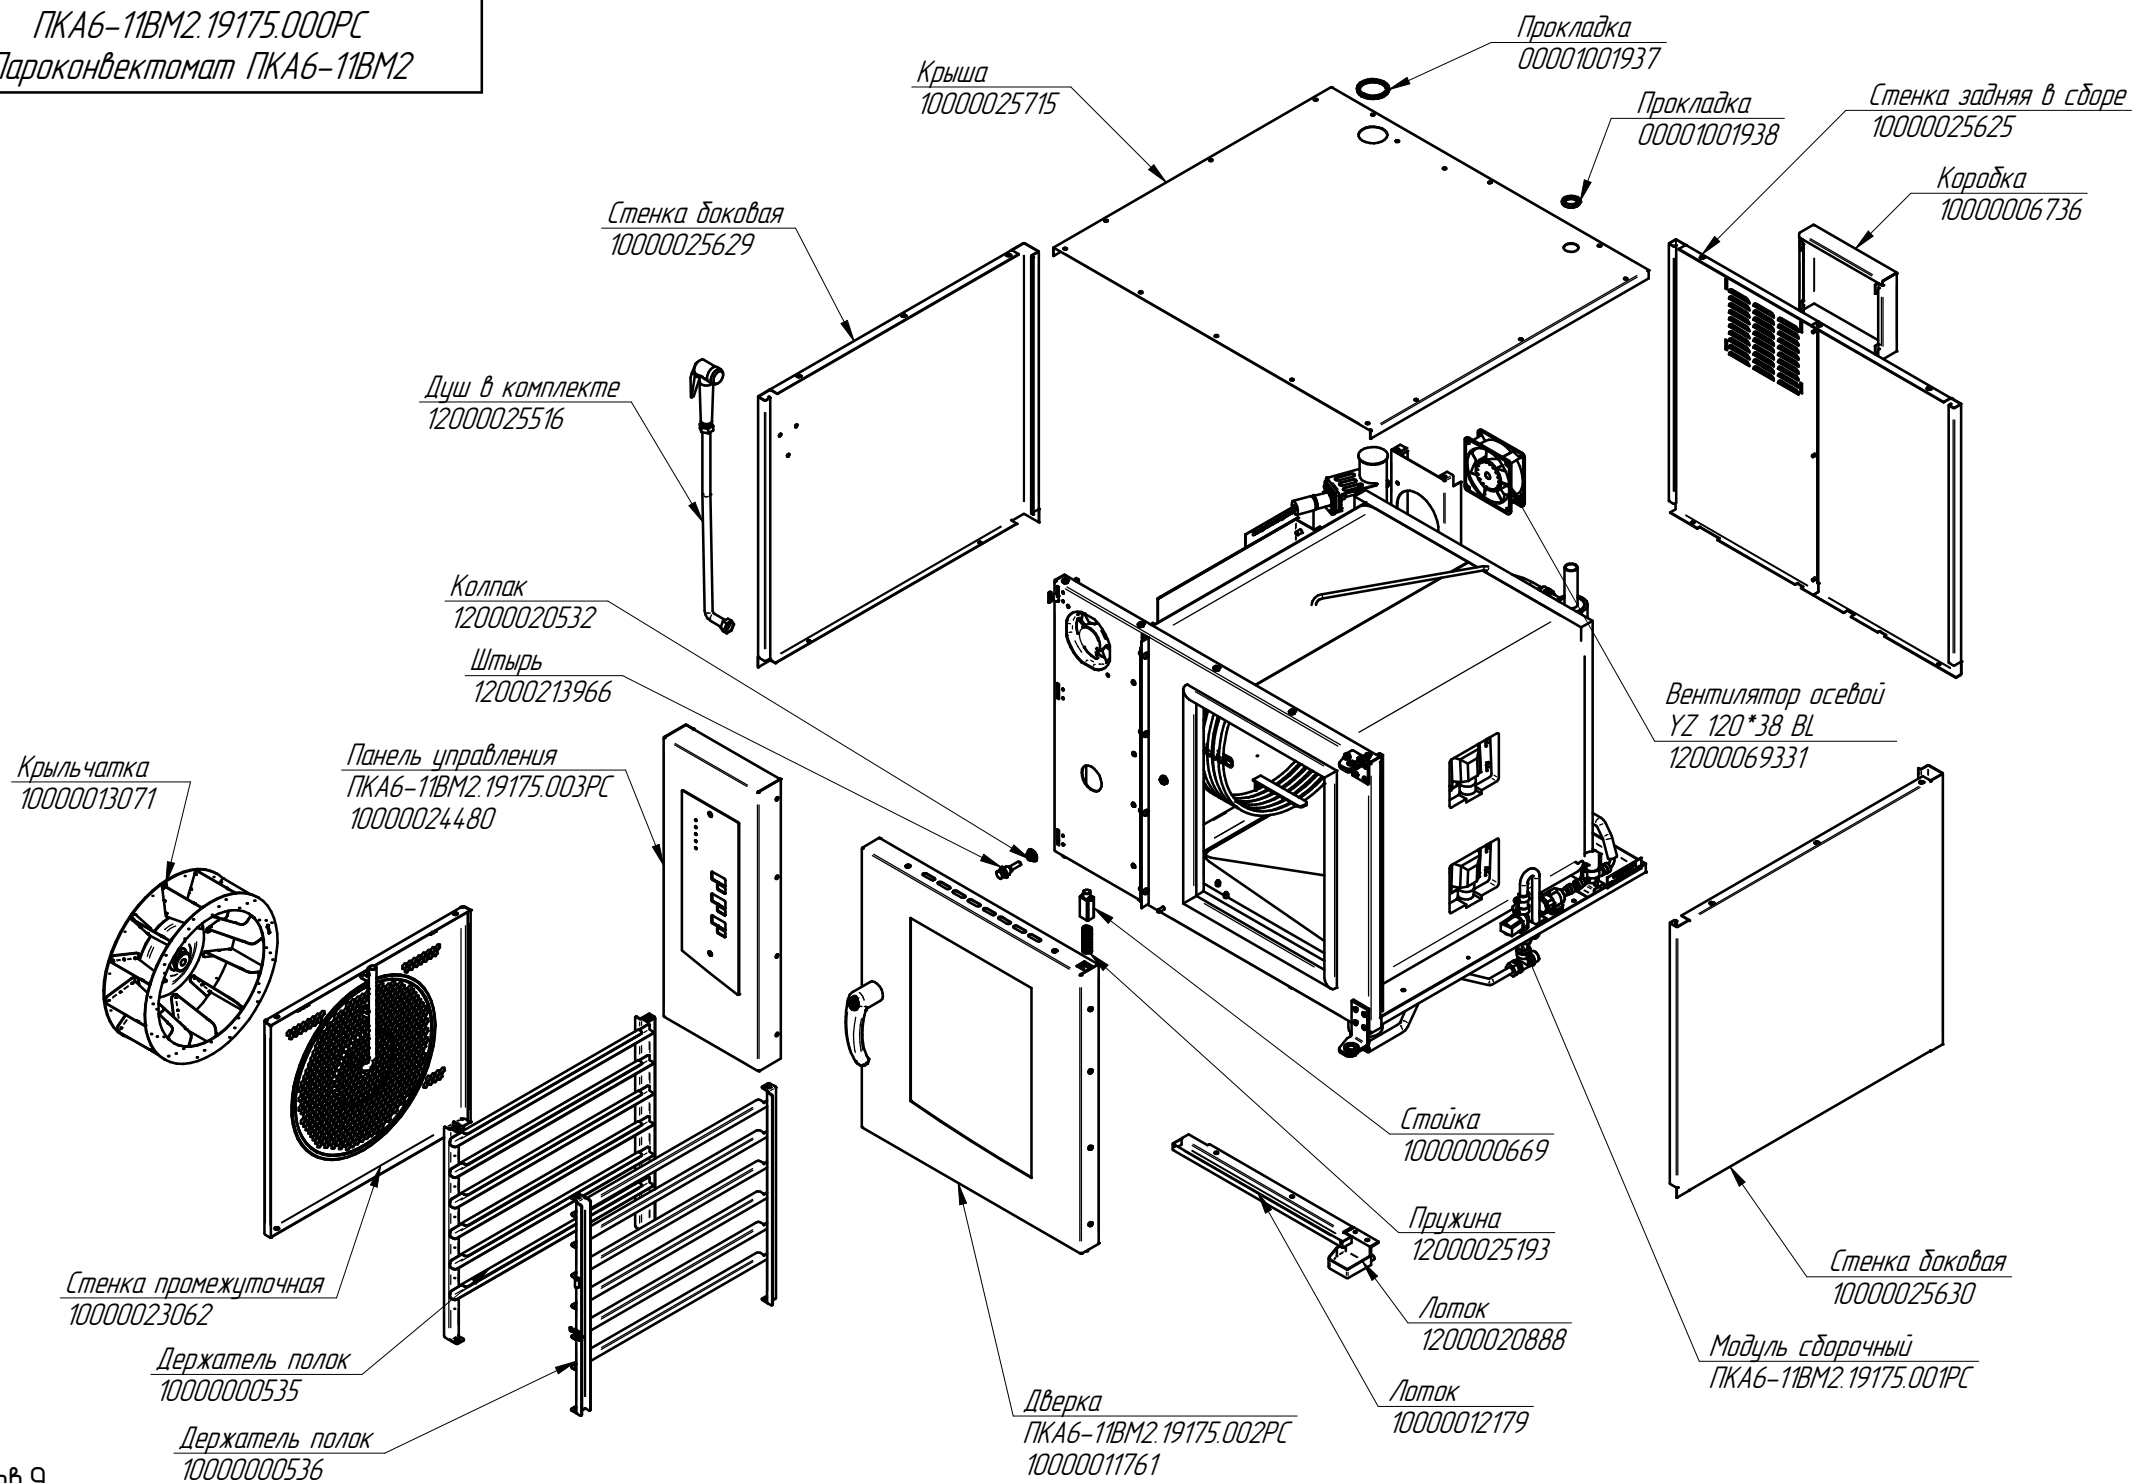 ПКА6-11ВМ2.19175.000РС
Пароконвектомат ПКА6-11ВМ2
Прокладка
00001001937
Крыша
10000025715
Прокладка
00001001938
Стенка задняя в сборе
10000025625
Коробка
10000006736
Стенка боковая
10000025629
Душ в комплекте
12000025516
Колпак
12000020532
Штырь
12000213966
Вентилятор осевой
YZ 120*38 BL
12000069331
Крыльчатка
10000013071
Панель управления
ПКА6-11ВМ2.19175.003РС
10000024480
Стойка
10000000669
Пружина
12000025193
Стенка боковая
10000025630
Стенка промежуточная
10000023062
Лоток
12000020888
Держатель полок
10000000535
Модуль сборочный
ПКА6-11ВМ2.19175.001РС
Лоток
10000012179
Дверка
ПКА6-11ВМ2.19175.002РС
10000011761
Держатель полок
10000000536
9